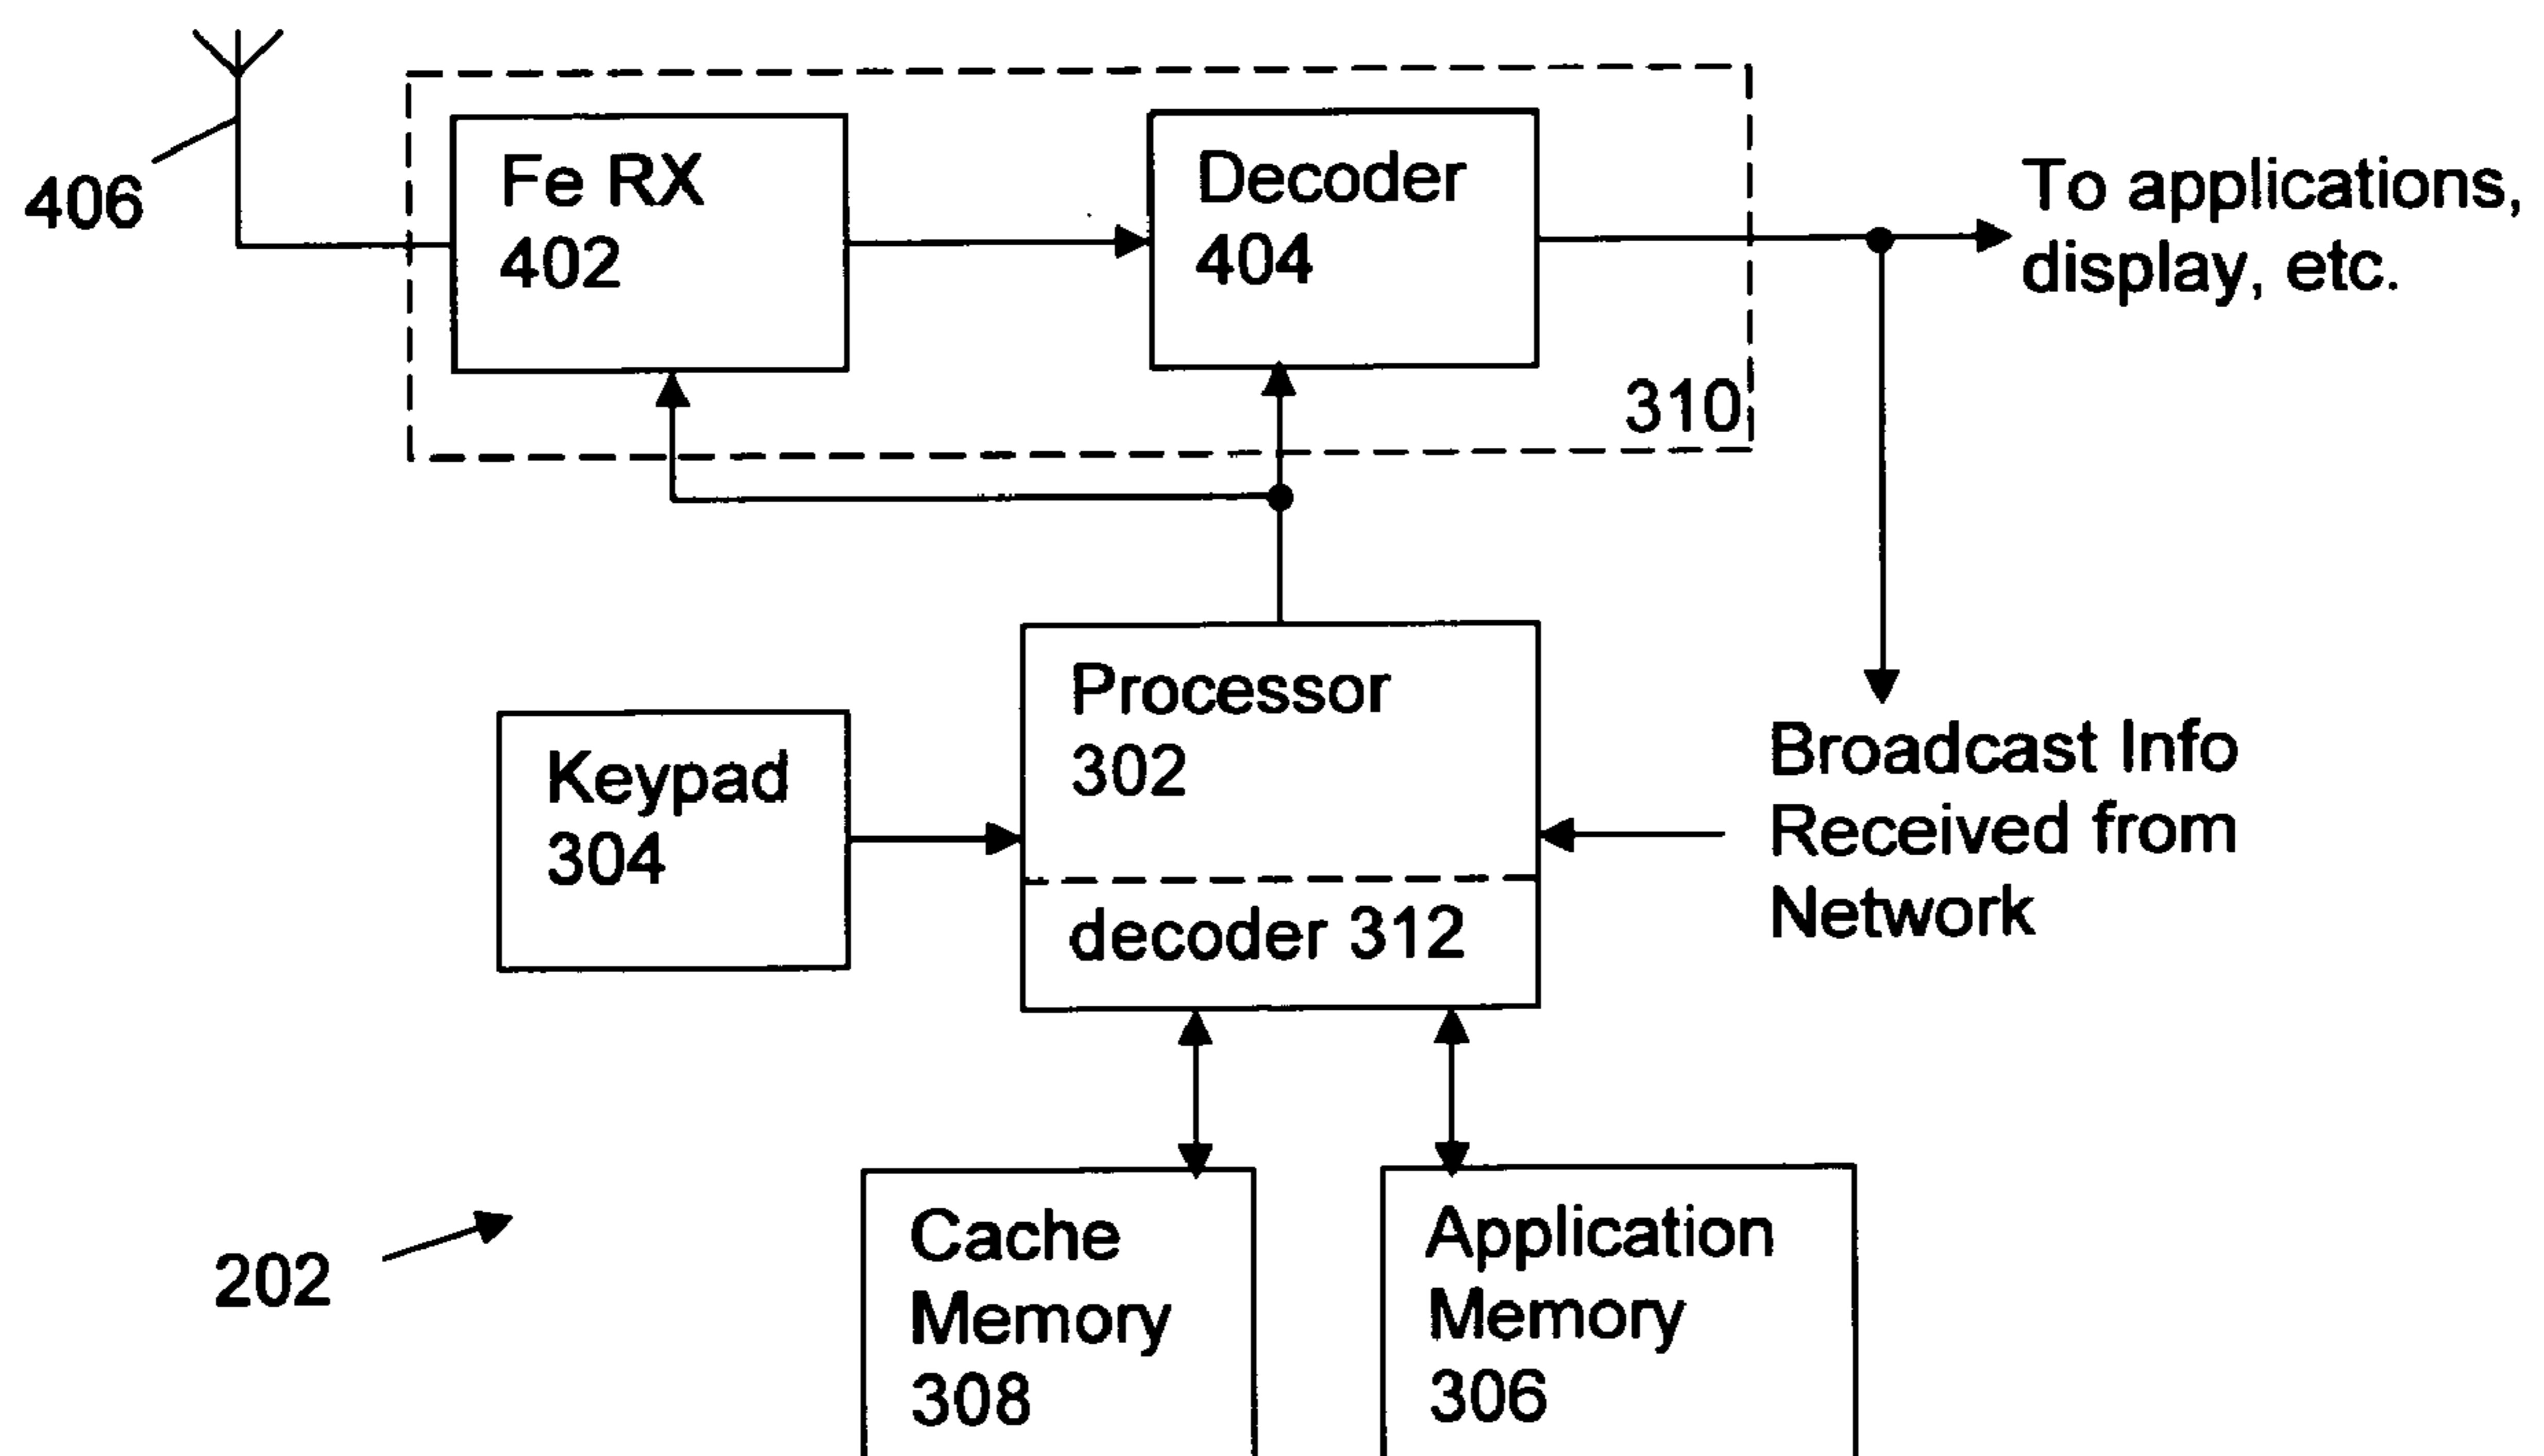 406
Fe RX
402
Decoder
404
310
To applications,
display, etc.
Processor
302
decoder 312
Keypad
304
Broadcast Info
Received from
Network
202
Cache
Memory
308
Application
Memory
306